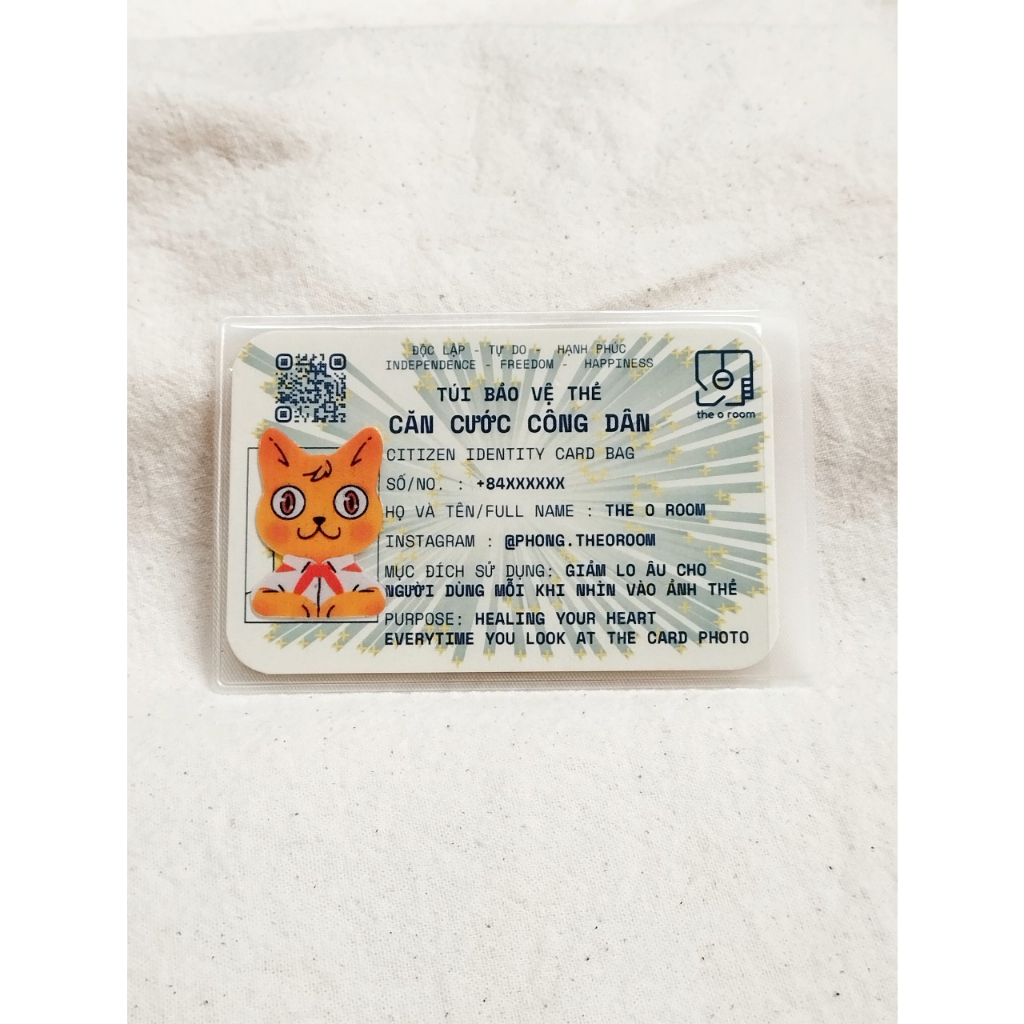 ĐỘC LẬP - TỰ DO - HẠNH PHÚC
INDEPENDENCE - FREEDOM - HAPPINESS
TÚI BẢO VỆ THẺ
CĂN CƯỚC CÔNG DÂN
CITIZEN IDENTITY CARD BAG
SỐ/NO. : +84XXXXXX
HỌ VÀ TÊN/FULL NAME : THE O ROOM
INSTAGRAM : @PHONG.THEOROOM
MỤC ĐÍCH SỬ DỤNG: GIẢM LO ÂU CHO
NGƯỜI DÙNG MỖI KHI NHÌN VÀO ẢNH THẺ
PURPOSE: HEALING YOUR HEART
EVERYTIME YOU LOOK AT THE CARD PHOTO
the o room